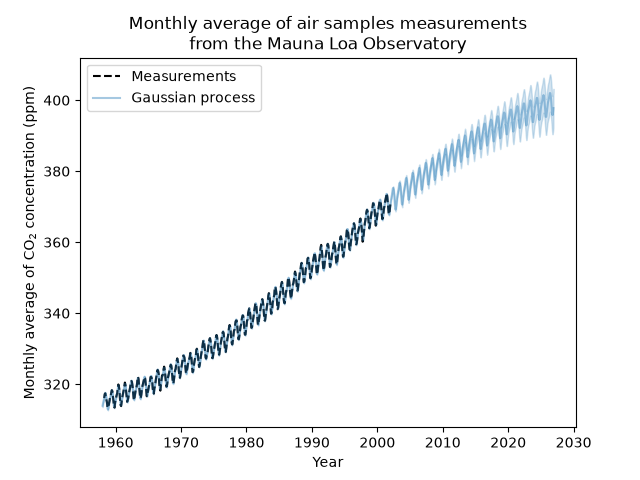 Monthly average of air samples measurements
from the Mauna Loa Observatory
Measurements
Gaussian process
Monthly average of CO₂ concentration (ppm)
400
380
360
340
320
1960 1970 1980 1990 2000 2010 2020 2030
Year